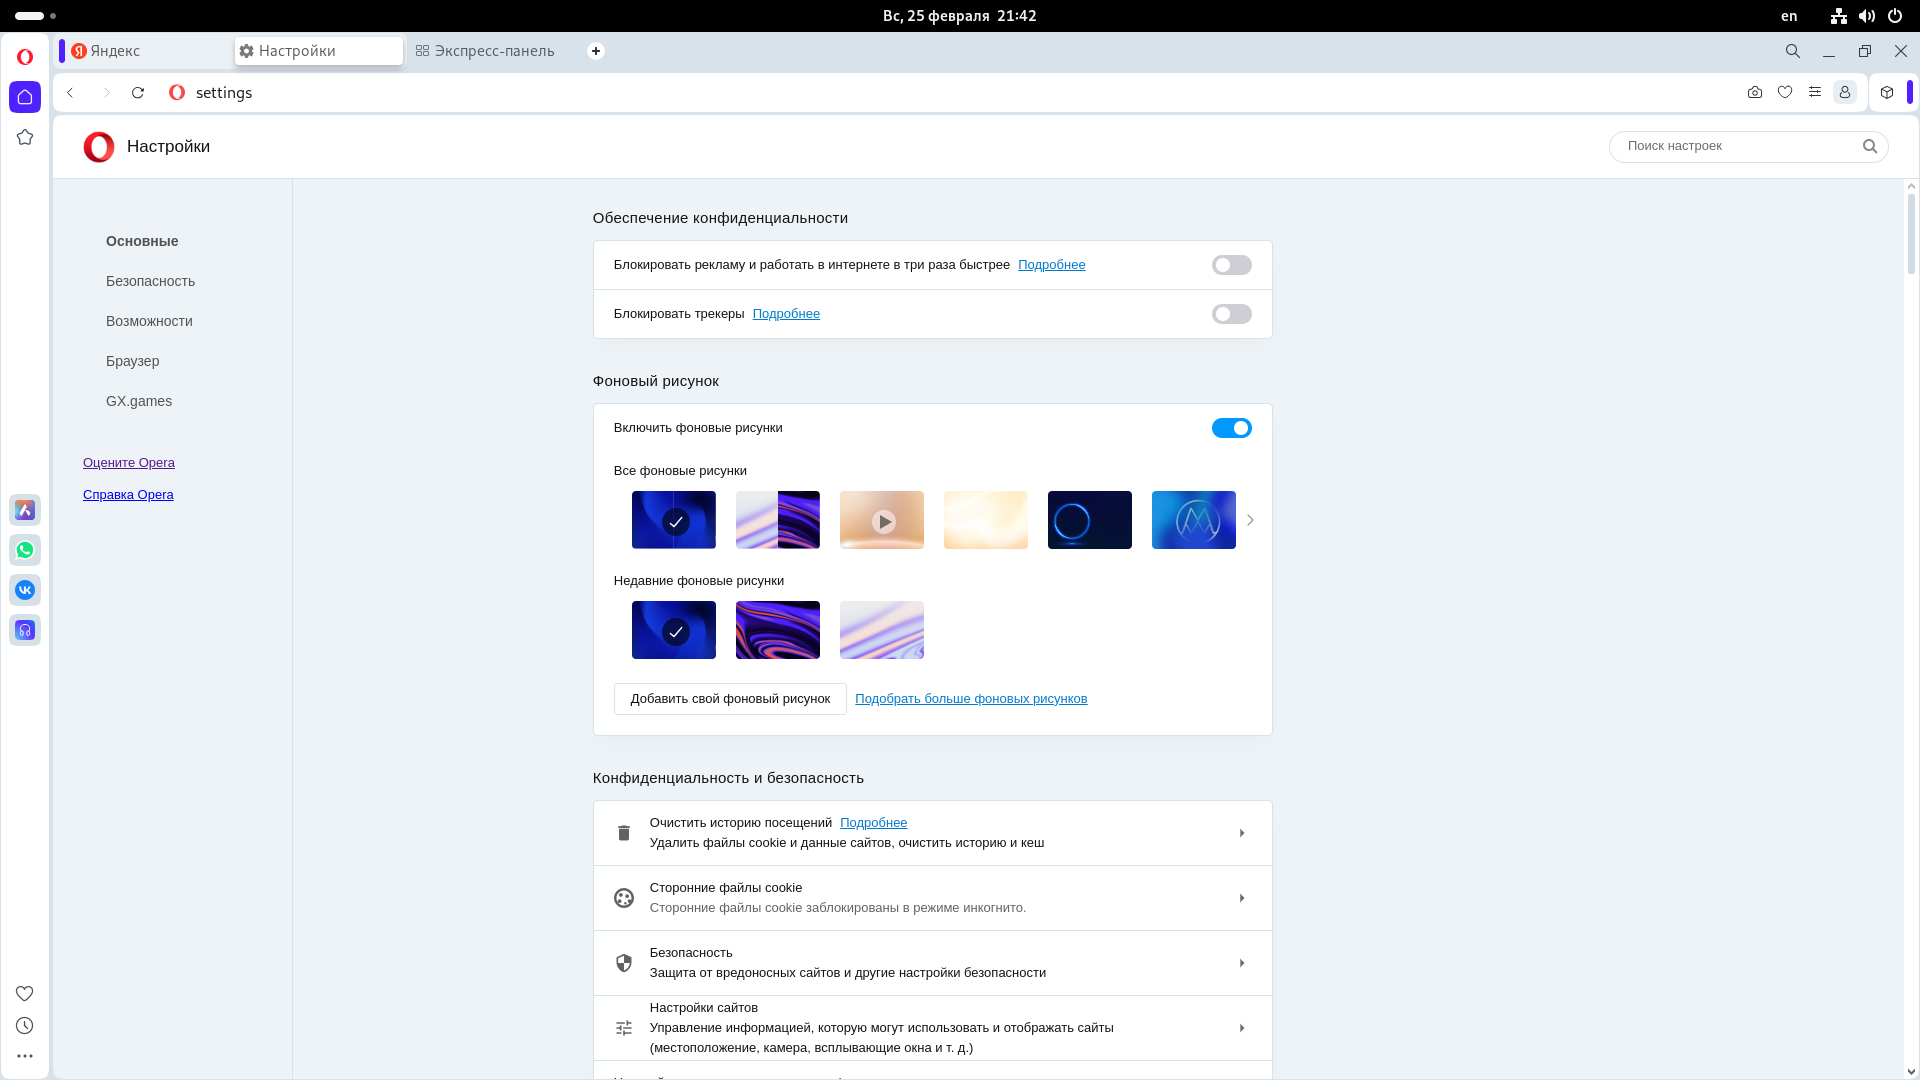 Вс, 25 февраля 21:42
en
Яндекс
Настройки
Экспресс-панель
settings
Настройки
Поиск настроек
Основные
Безопасность
Возможности
Браузер
GX.games
Оцените Opera
Справка Opera
Обеспечение конфиденциальности
Блокировать рекламу и работать в интернете в три раза быстрее Подробнее
Блокировать трекеры Подробнее
Фоновый рисунок
Включить фоновые рисунки
Все фоновые рисунки
Недавние фоновые рисунки
Добавить свой фоновый рисунок
Подобрать больше фоновых рисунков
Конфиденциальность и безопасность
Очистить историю посещений Подробнее
Удалить файлы cookie и данные сайтов, очистить историю и кеш
Сторонние файлы cookie
Сторонние файлы cookie заблокированы в режиме инкогнито.
Безопасность
Защита от вредоносных сайтов и другие настройки безопасности
Настройки сайтов
Управление информацией, которую могут использовать и отображать сайты
(местоположение, камера, всплывающие окна и т. д.)